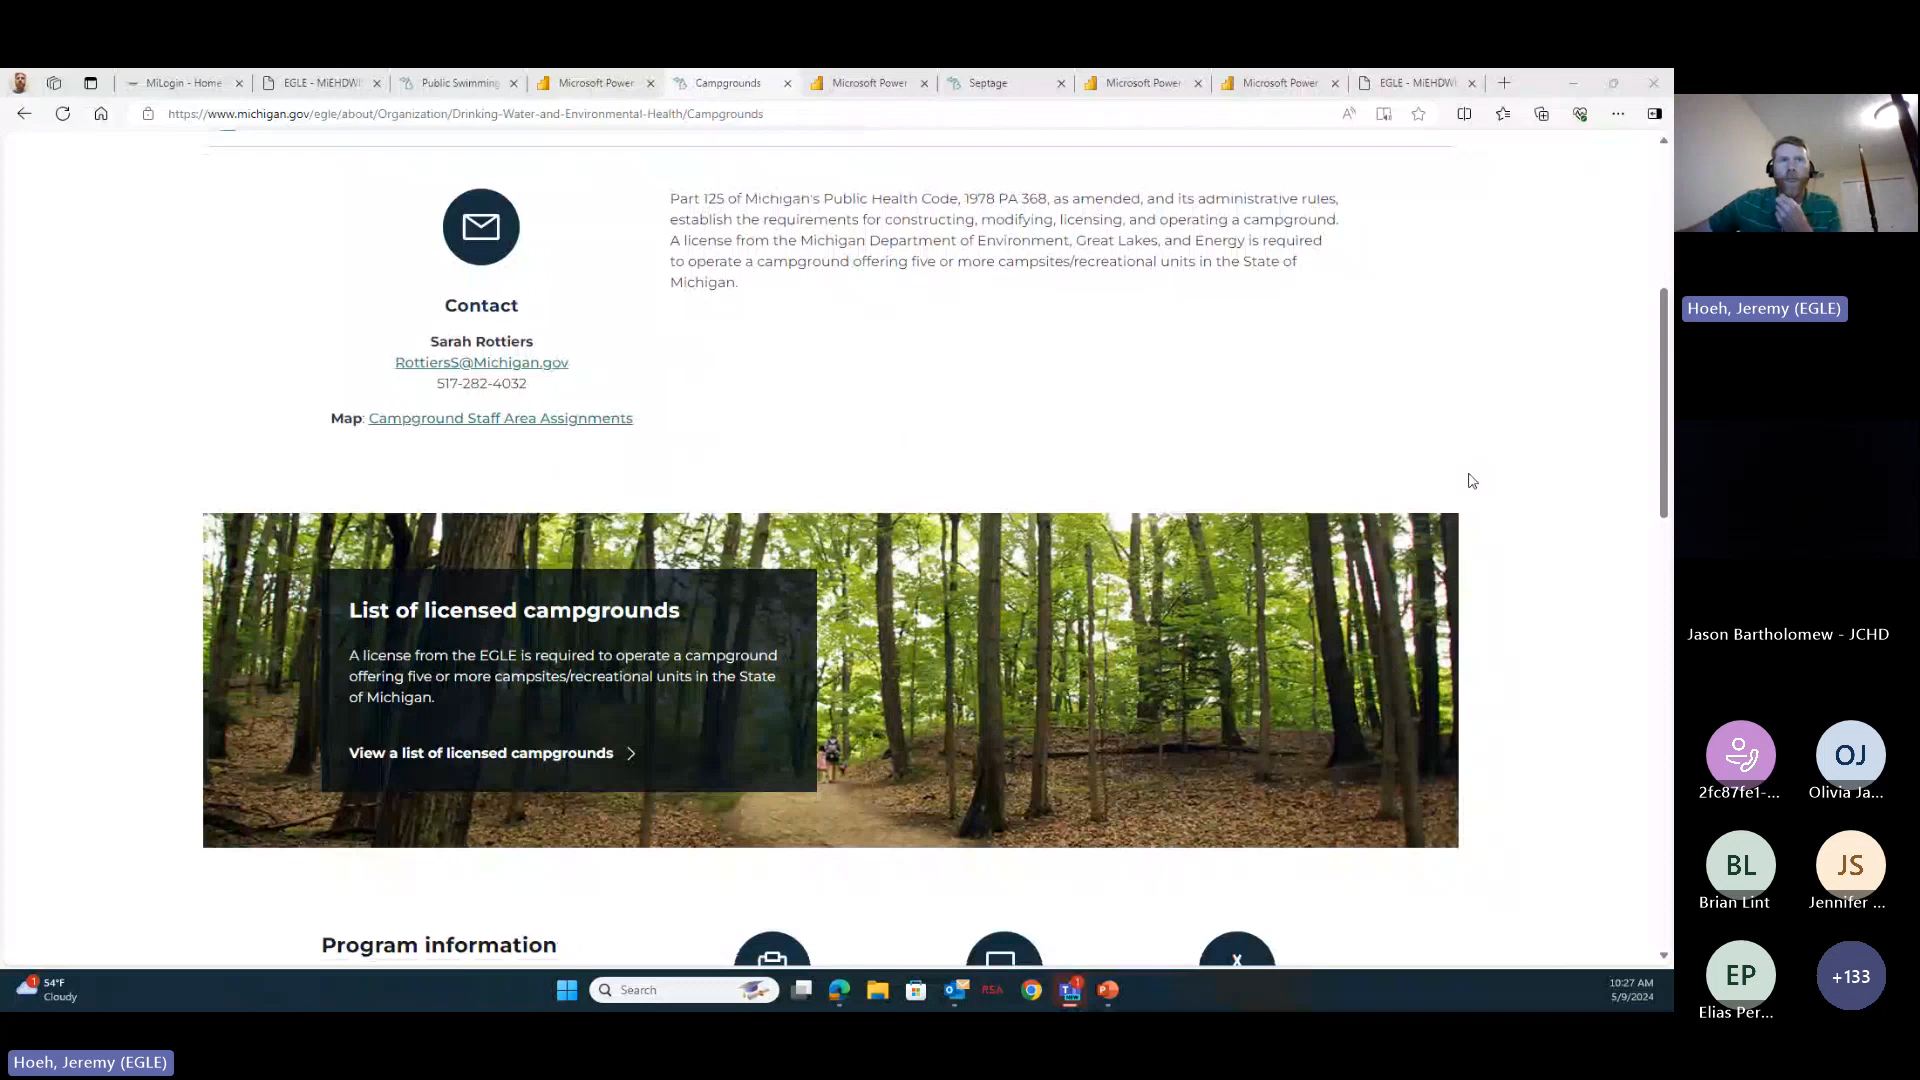 MiLogin - Home
EGLE - MiEHDWI
Public Swimming
Microsoft Power
Campgrounds
Microsoft Power
Septage
Microsoft Power
Microsoft Power
EGLE - MiEHDWI
https://www.michigan.gov/egle/about/Organization/Drinking-Water-and-Environmental-Health/Campgrounds
Contact
Sarah Rottiers
RottiersS@Michigan.gov
517-282-4032
Map: Campground Staff Area Assignments
Part 125 of Michigan's Public Health Code, 1978 PA 368, as amended, and its administrative rules,
establish the requirements for constructing, modifying, licensing, and operating a campground.
A license from the Michigan Department of Environment, Great Lakes, and Energy is required
to operate a campground offering five or more campsites/recreational units in the State of
Michigan.
List of licensed campgrounds
A license from the EGLE is required to operate a campground
offering five or more campsites/recreational units in the State
of Michigan.
View a list of licensed campgrounds
Program information
Hoeh, Jeremy (EGLE)
Jason Bartholomew - JCHD
OJ
2fc87fe1-...
Olivia Ja...
BL
JS
Brian Lint
Jennifer ...
EP
+133
Elias Per...
1
54°F
Cloudy
Search
RSA
1
10:27 AM
5/9/2024
Hoeh, Jeremy (EGLE)